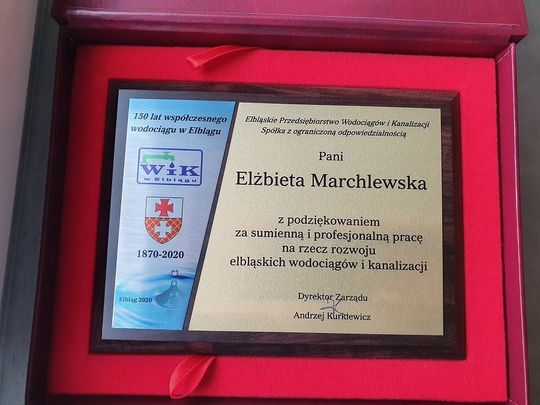 150 lat współczesnego
wodociągu w Elblągu
WiK
w Elblągu
1870-2020
Elbląg 2020
Elbląskie Przedsiębiorstwo Wodociągów i Kanalizacji
Spółka z ograniczoną odpowiedzialnością
Pani
Elżbieta Marchlewska
z podziękowaniem
za sumienną i profesjonalną pracę
na rzecz rozwoju
elbląskich wodociągów i kanalizacji
Dyrektor Zarządu
Andrzej Kurkiewicz